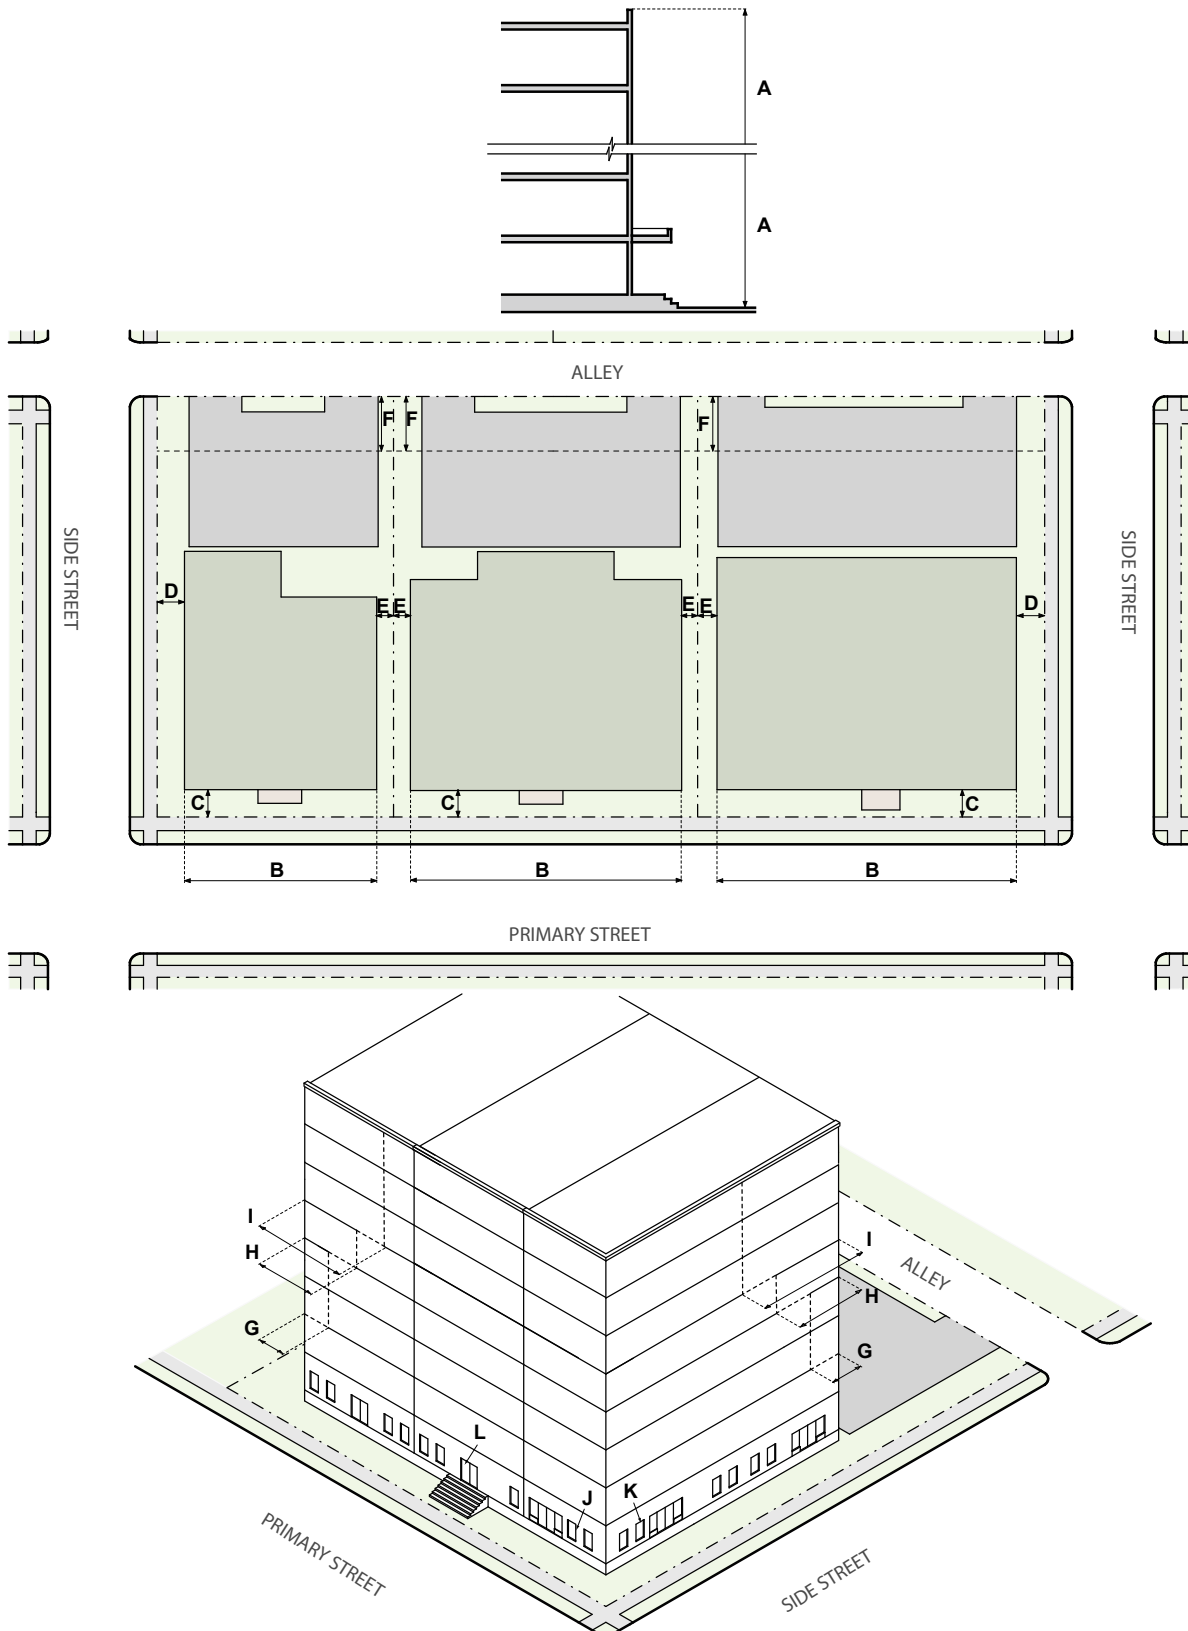 A
A
ALLEY
F F F
SIDE STREET
SIDE STREET
D E E E E D
C C C
B B B
PRIMARY STREET
I I
H ALLEY
H
G G
L
J K
PRIMARY STREET
SIDE STREET